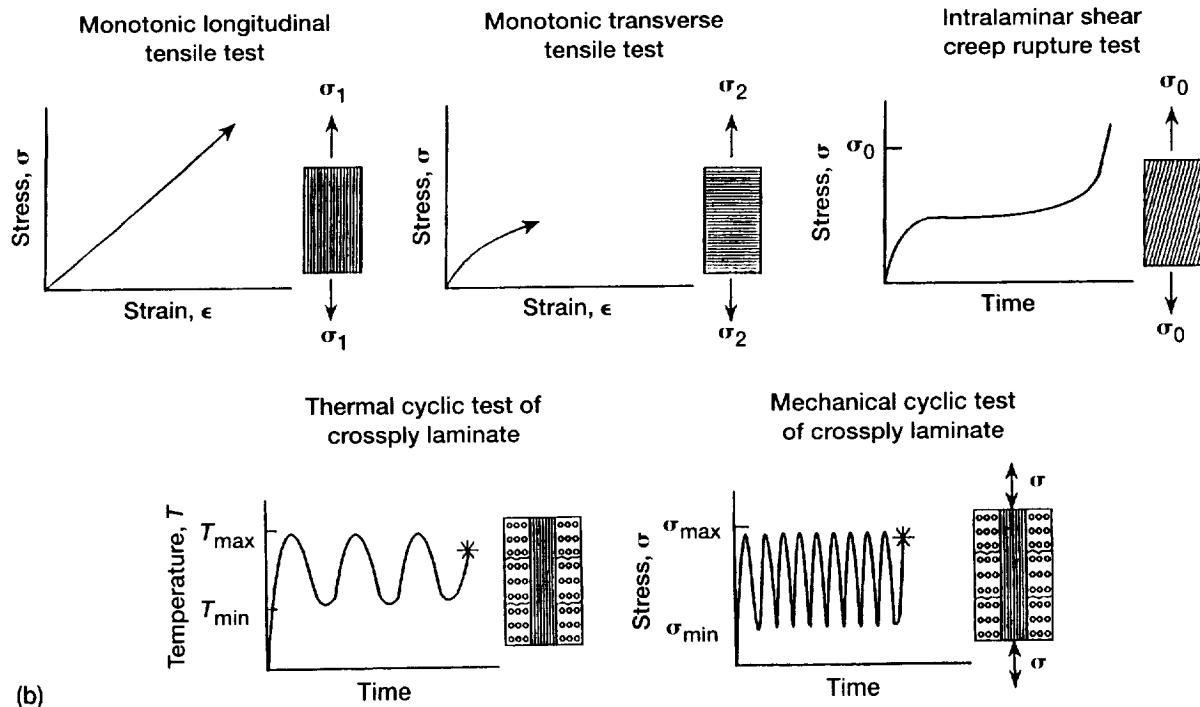 Monotonic longitudinal
tensile test
Stress, σ
Strain, ϵ
σ1
σ1
Monotonic transverse
tensile test
Stress, σ
Strain, ϵ
σ2
σ2
Intralaminar shear
creep rupture test
Stress, σ
σ0
Time
σ0
σ0
Thermal cyclic test of
crossply laminate
Temperature, T
Tmax
Tmin
Time
Mechanical cyclic test
of crossply laminate
Stress, σ
σmax
σmin
Time
σ
σ
(b)